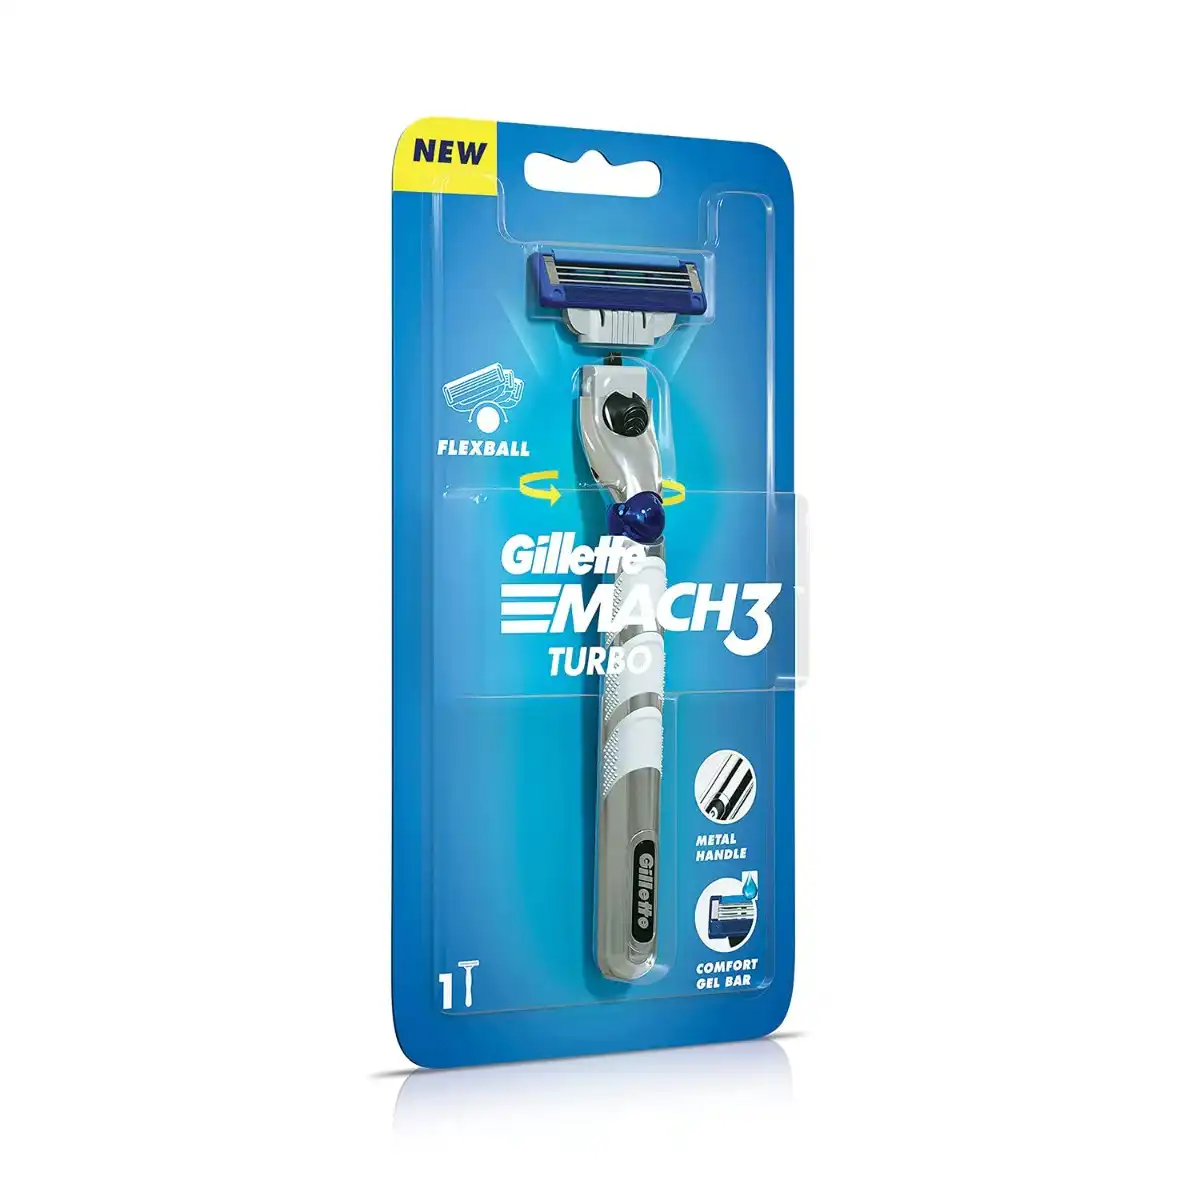 NEW
FLEXBALL
Gillette
MACH3
TURBO
METAL
HANDLE
Gillette
COMFORT
GEL BAR
1